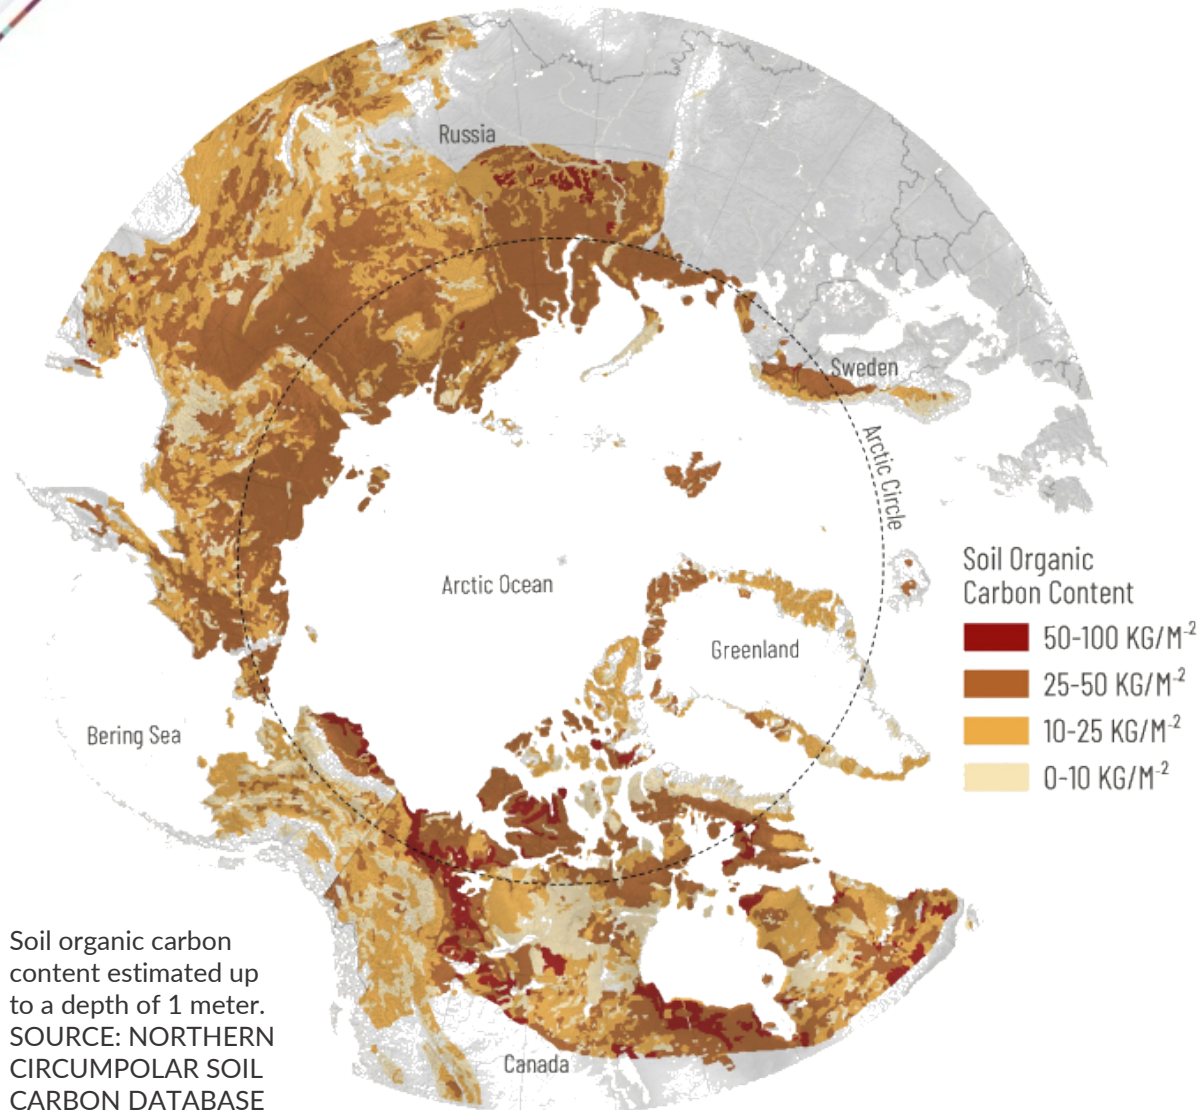 Russia
Sweden
Arctic Circle
Arctic Ocean
Greenland
Bering Sea
Canada
Soil Organic
Carbon Content
50-100 KG/M⁻²
25-50 KG/M⁻²
10-25 KG/M⁻²
0-10 KG/M⁻²
Soil organic carbon
content estimated up
to a depth of 1 meter.
SOURCE: NORTHERN
CIRCUMPOLAR SOIL
CARBON DATABASE